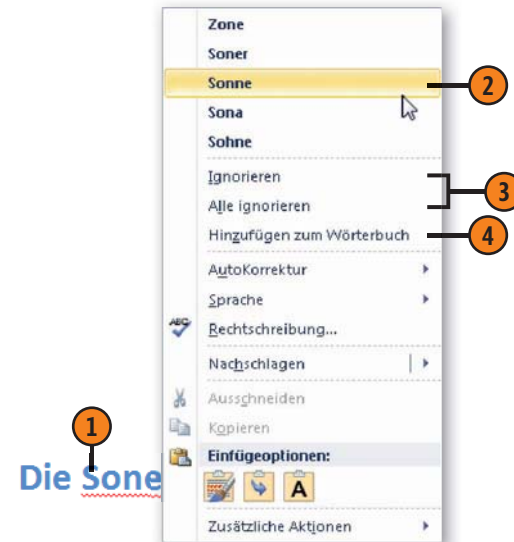 Zone
Soner
Sonne
2
Sona
Sohne
Ignorieren
3
Alle ignorieren
Hinzufügen zum Wörterbuch
4
AutoKorrektur
Sprache
ABC
Rechtschreibung...
Nachschlagen
Ausschneiden
Kopieren
1
Einfügeoptionen:
Die Sone
A
Zusätzliche Aktionen